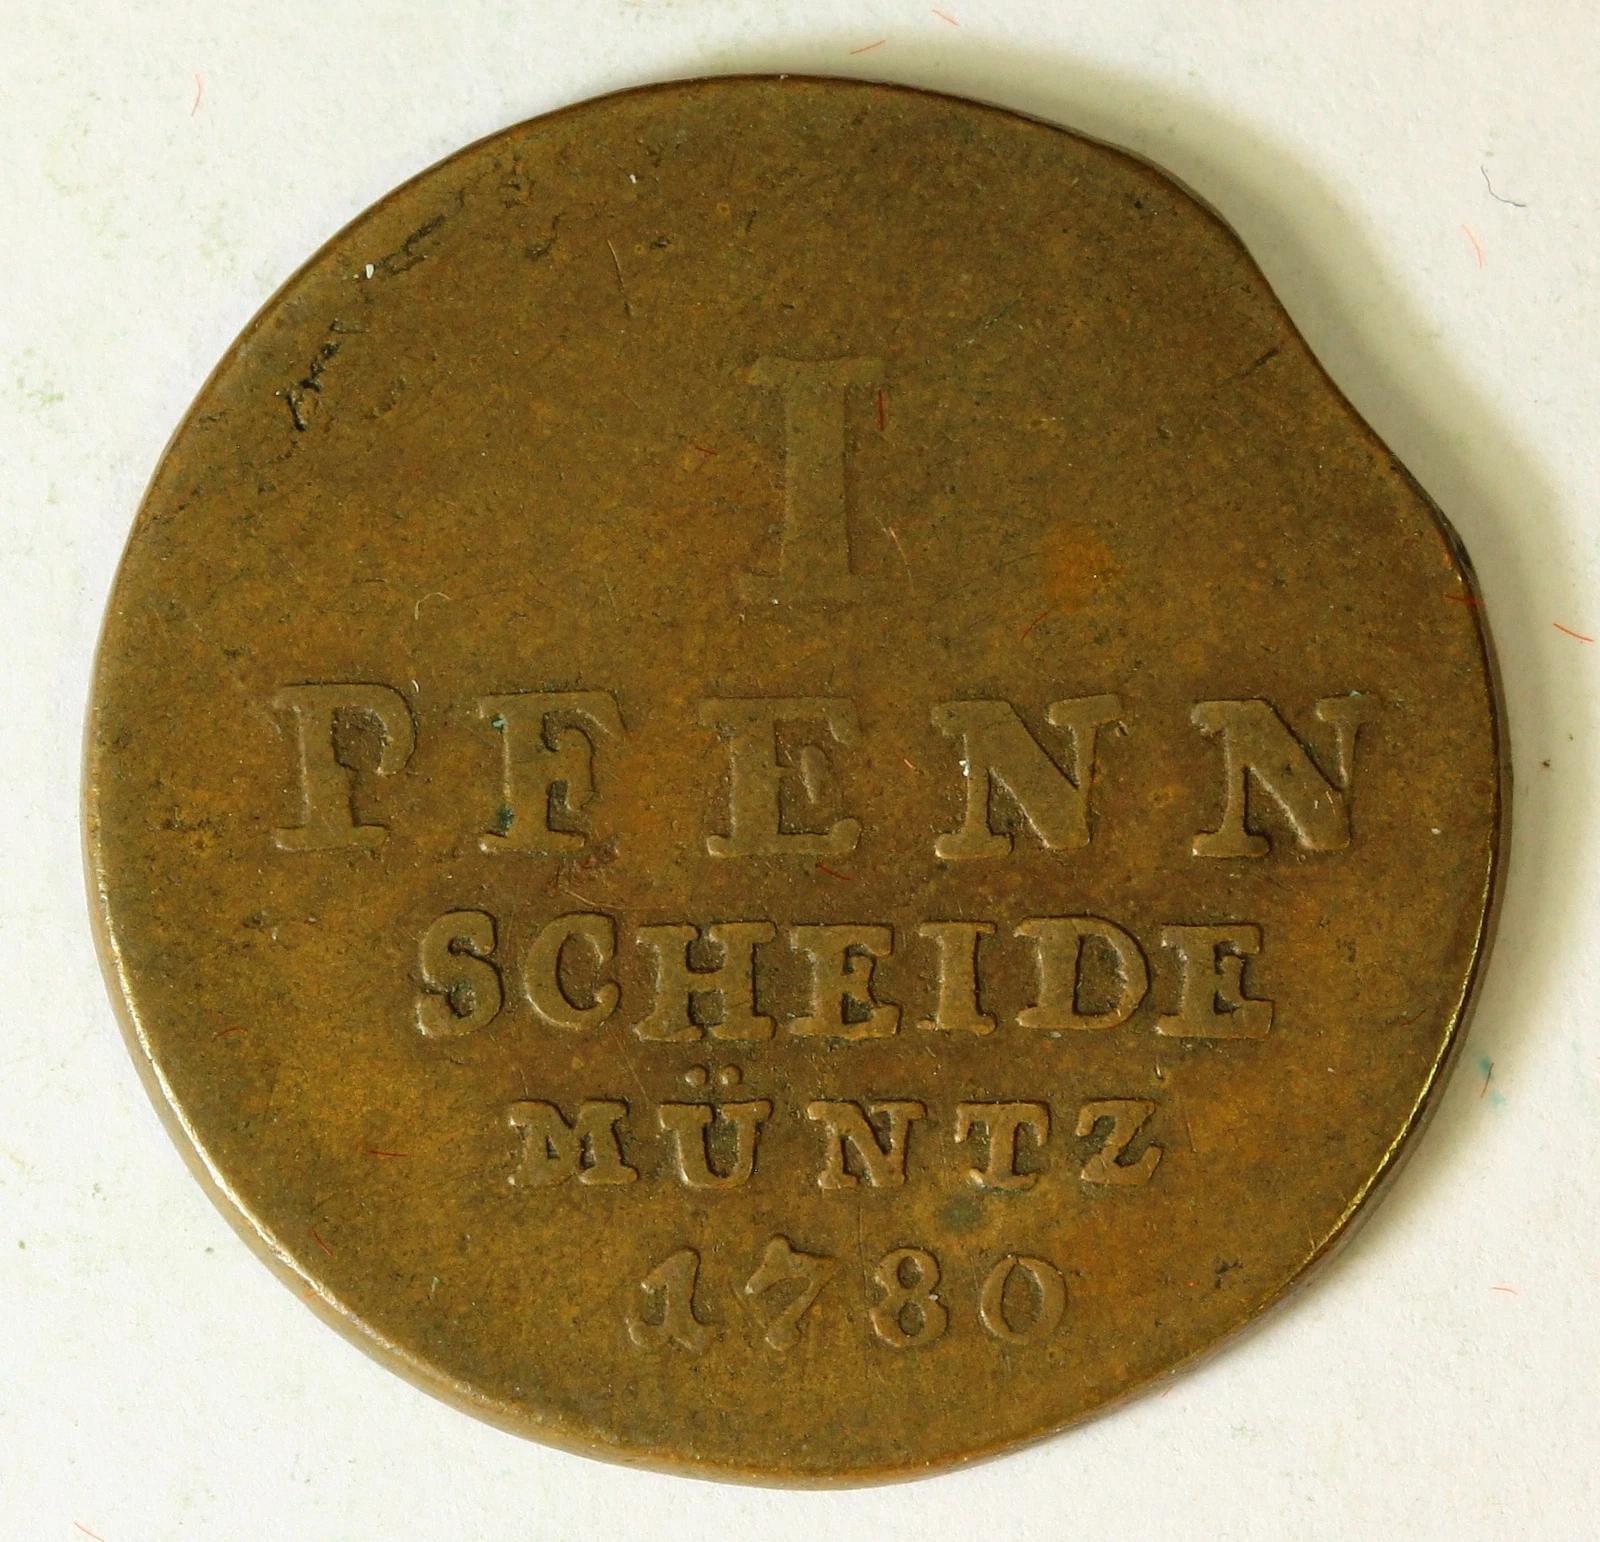 I
PFENN
SCHEIDE
MÜNTZ
1780